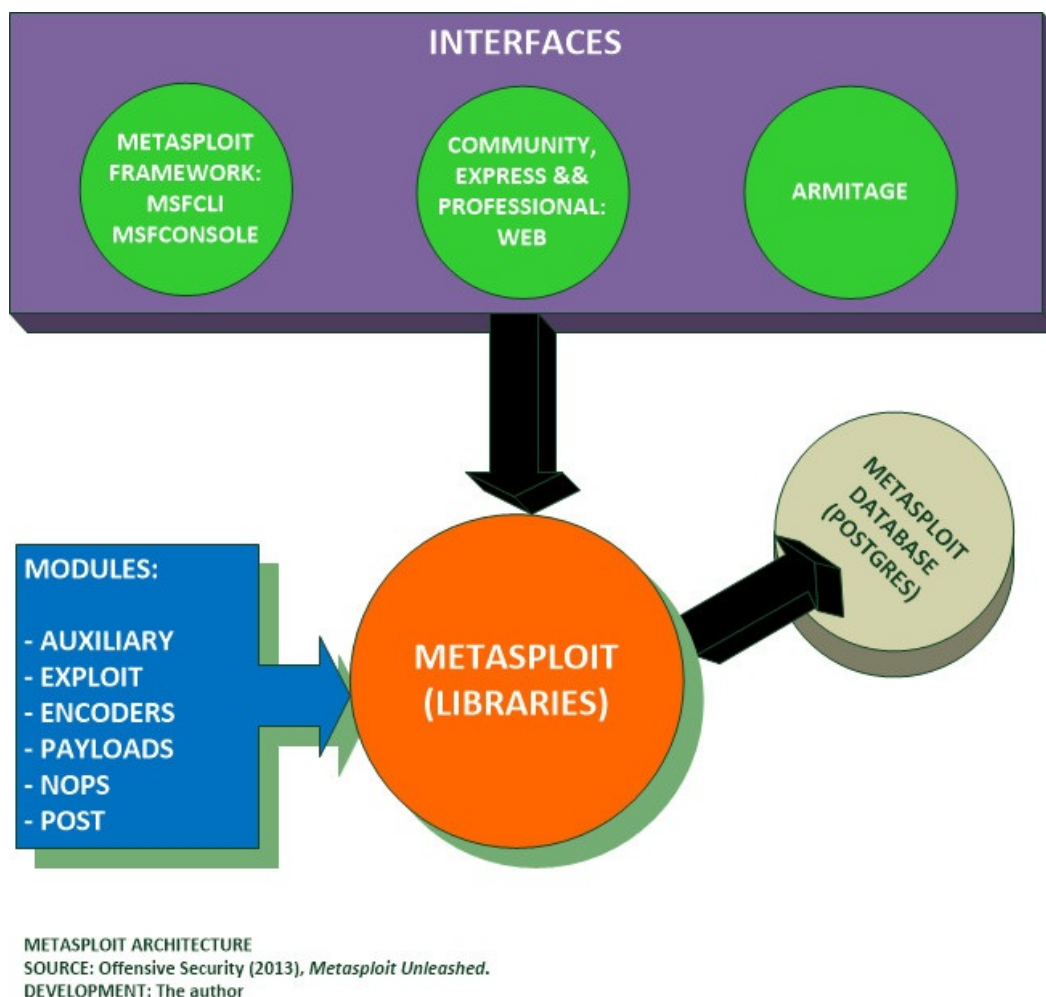 INTERFACES
METASPLOIT
FRAMEWORK:
MSFCLI
MSFCONSOLE
COMMUNITY,
EXPRESS &&
PROFESSIONAL:
WEB
ARMITAGE
METASPLOIT
DATABASE
(POSTGRES)
MODULES:
- AUXILIARY
- EXPLOIT
- ENCODERS
- PAYLOADS
- NOPS
- POST
METASPLOIT
(LIBRARIES)
METASPLOIT ARCHITECTURE
SOURCE: Offensive Security (2013), Metasploit Unleashed.
DEVELOPMENT: The author